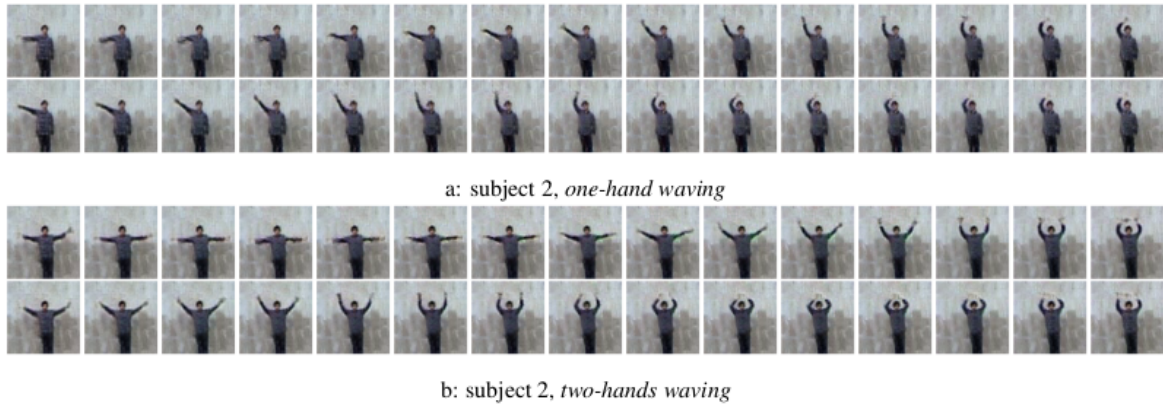 a: subject 2, one-hand waving
b: subject 2, two-hands waving